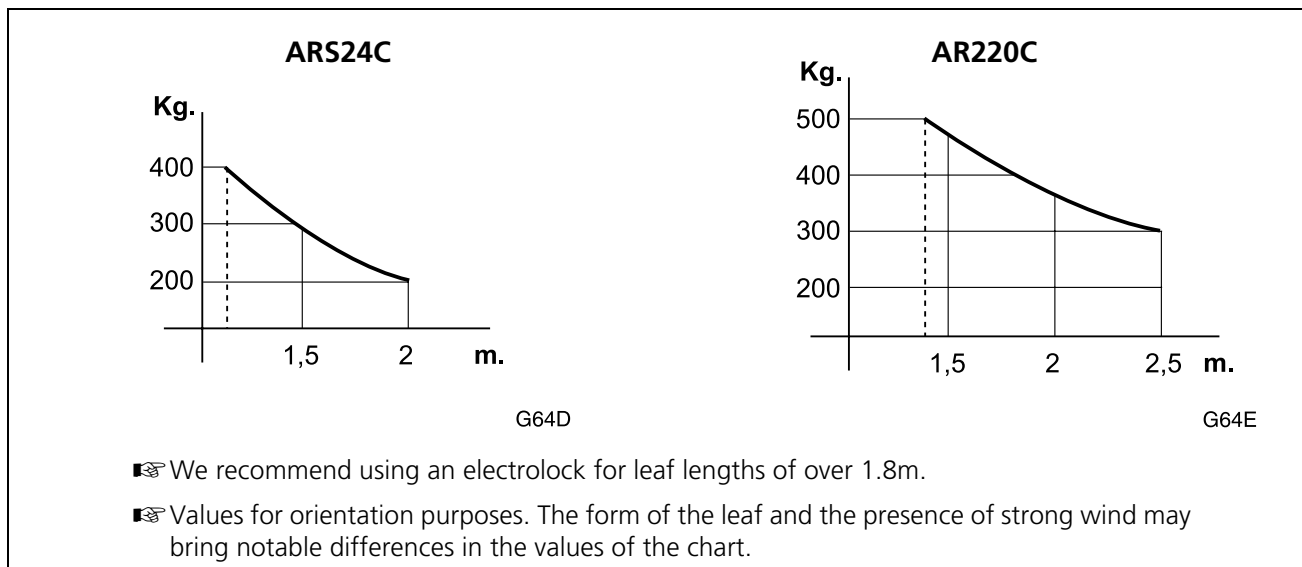 ARS24C
Kg.
400
300
200
1,5 2 m.
G64D
AR220C
Kg.
500
400
300
200
1,5 2 2,5 m.
G64E
☞ We recommend using an electrolock for leaf lengths of over 1.8m.
☞ Values for orientation purposes. The form of the leaf and the presence of strong wind may
bring notable differences in the values of the chart.